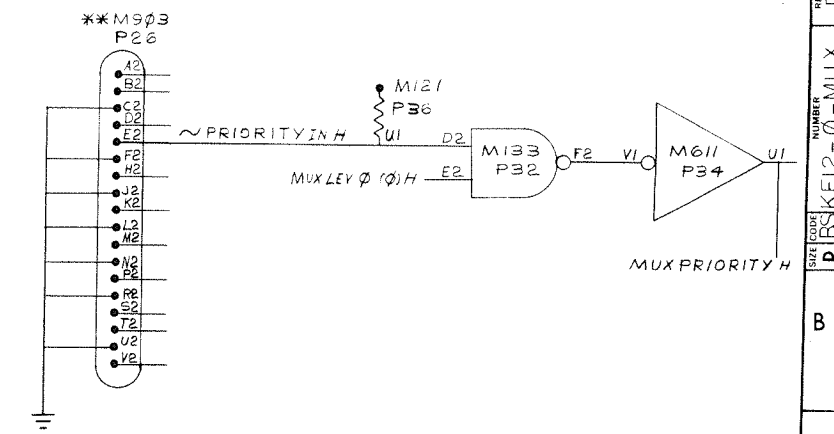 **M9Ø3
P26
A2
B2
C2
D2
E2
F2
H2
J2
K2
L2
M2
N2
P2
R2
S2
T2
U2
V2
~PRIORITY IN H
M121
P36
U1
D2
MUX LEV Ø (Ø)H
E2
M133
P32
F2
V1
M611
P34
U1
MUX PRIORITY H
NUMBER
SIZE CODE
D BS
B